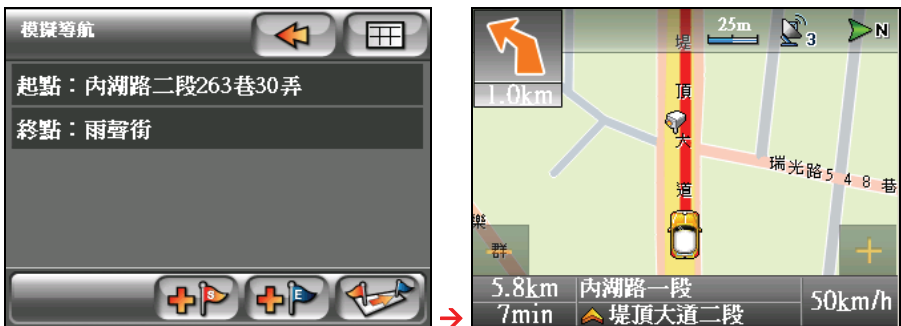 模擬導航
起點：內湖路二段263巷30弄
終點：雨聲街
S
E
25m
3
N
1.0km
堤頂大道
瑞光路548巷
樂群
5.8km
內湖路一段
50km/h
7min
堤頂大道二段